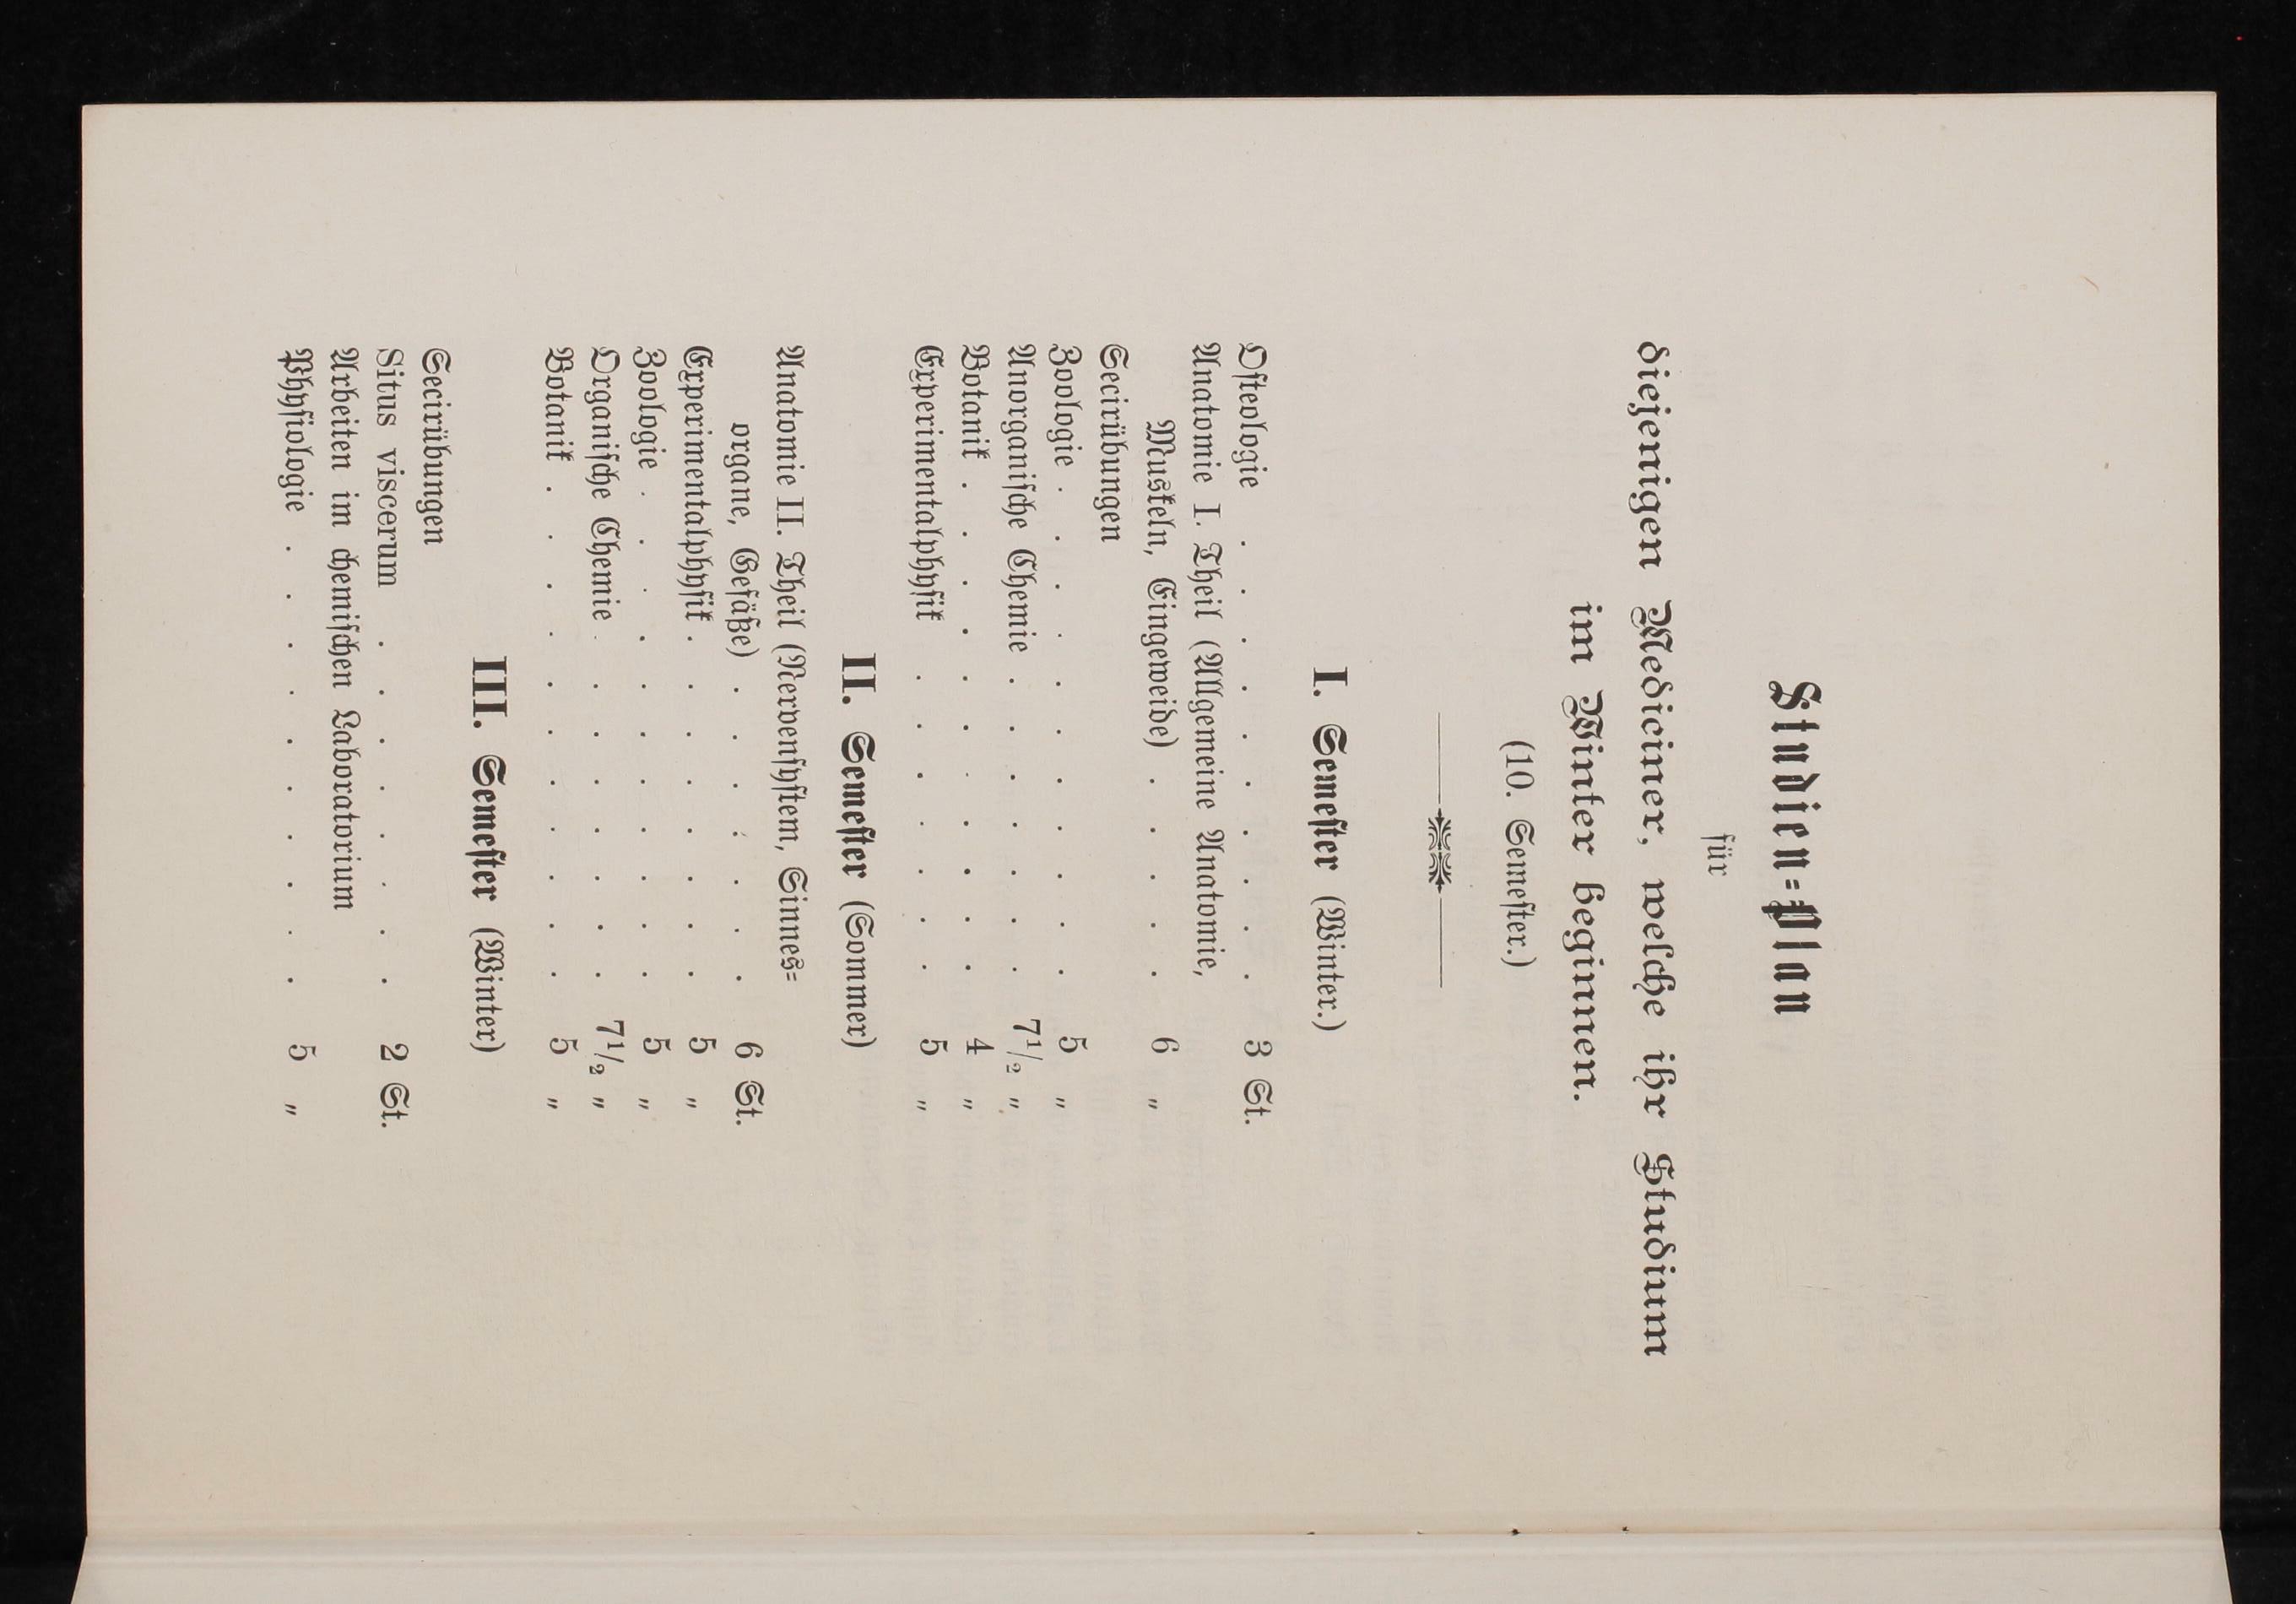 Studien=Plan
für
diejenigen Mediciner, welche ihr Studium
im Winter beginnen.
(10. Semester.)
I. Semester (Winter.)
Osteologie . . . . . . . . . . 3 St.
Anatomie I. Theil (Allgemeine Anatomie,
Muskeln, Eingeweide) . . . . . 6 „
Secirübungen
Zoologie . . . . . . . . . . . 5 „
Anorganische Chemie . . . . . . . 7½ „
Botanik . . . . . . . . . . . 4 „
Experimentalphysik . . . . . . . 5 „
II. Semester (Sommer)
Anatomie II. Theil (Nervensystem, Sinnes=
organe, Gefäße) . . . . . . . 6 St.
Experimentalphysik . . . . . . . . 5 „
Zoologie . . . . . . . . . . . 5 „
Organische Chemie . . . . . . . . 7½ „
Botanik . . . . . . . . . . . 5 „
III. Semester (Winter)
Secirübungen
Situs viscerum . . . . . . . . 2 St.
Arbeiten im chemischen Laboratorium
Physiologie . . . . . . . . . . 5 „